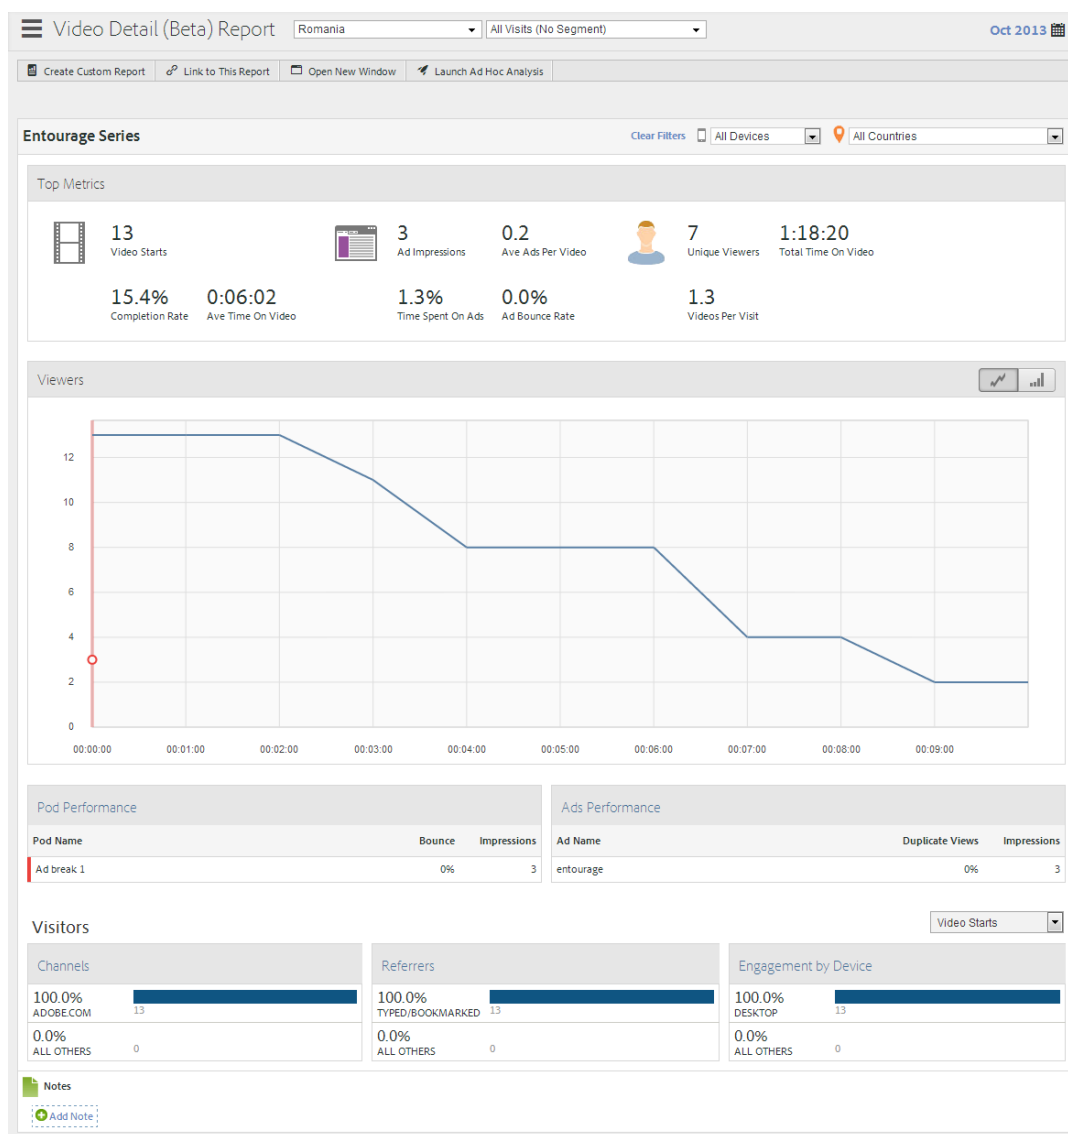 Video Detail (Beta) Report Romania All Visits (No Segment) Oct 2013
Create Custom Report Link to This Report Open New Window Launch Ad Hoc Analysis
Entourage Series Clear Filters All Devices All Countries
Top Metrics
13 3 0.2 7 1:18:20
Video Starts Ad Impressions Ave Ads Per Video Unique Viewers Total Time On Video
15.4% 0:06:02 1.3% 0.0% 1.3
Completion Rate Ave Time On Video Time Spent On Ads Ad Bounce Rate Videos Per Visit
Viewers
12
10
8
6
4
2
0
00:00:00 00:01:00 00:02:00 00:03:00 00:04:00 00:05:00 00:06:00 00:07:00 00:08:00 00:09:00
Pod Performance Ads Performance
Pod Name Bounce Impressions Ad Name Duplicate Views Impressions
Ad break 1 0% 3 entourage 0% 3
Visitors Video Starts
Channels Referrers Engagement by Device
100.0% 100.0% 100.0%
ADOBE.COM 13 TYPED/BOOKMARKED 13 DESKTOP 13
0.0% 0.0% 0.0%
ALL OTHERS 0 ALL OTHERS 0 ALL OTHERS 0
Notes
Add Note